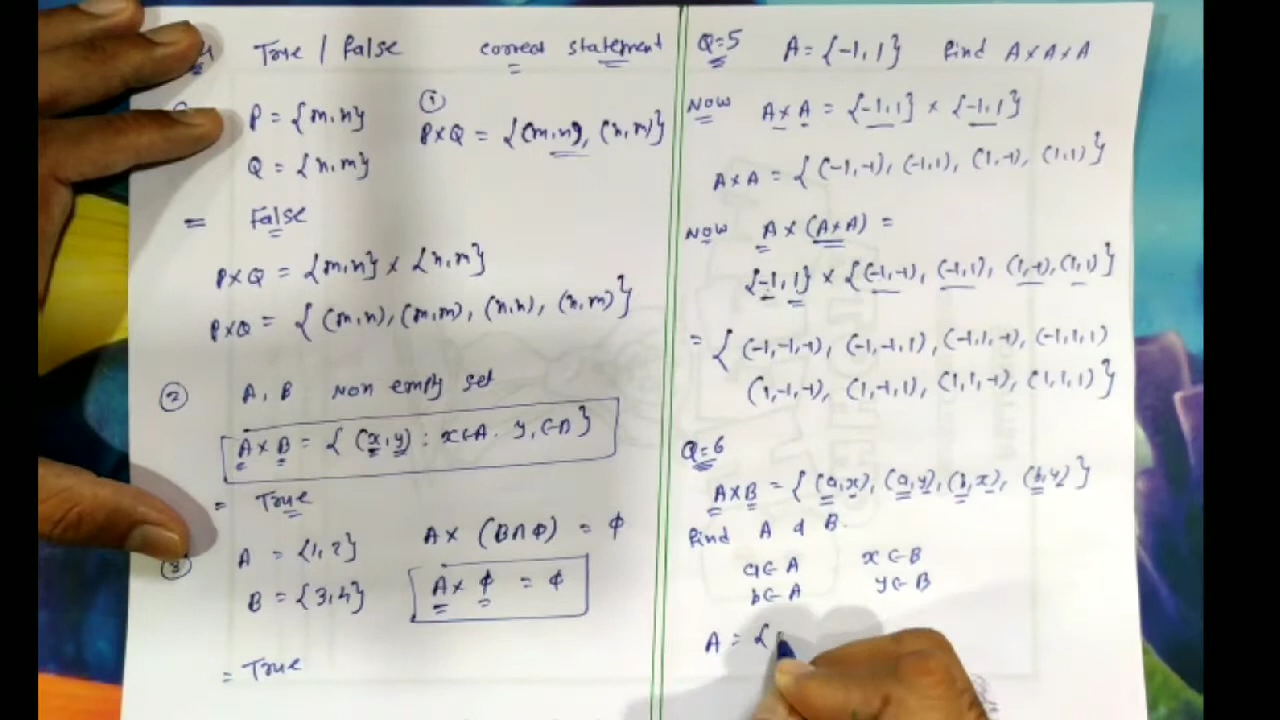 4 True / False correct statement
①
P = {m,n} P×Q = {(m,n), (n,m)}
Q = {n,m}
= False
P×Q = {m,n} × {n,m}
P×Q = {(m,n), (m,m), (n,n), (n,m)}
② A, B Non empty set
A×B = {(x,y) : x∈A. y,∈B}
= True
③ A = {1,2} A× (B∩Φ) = Φ
B = {3,4} A × Φ = Φ
= True
Q=5 A = {-1,1} Find A×A×A
Now A×A = {-1,1} × {-1,1}
A×A = {(-1,-1), (-1,1), (1,-1), (1,1)}
Now A×(A×A) =
{-1,1} × {(-1,-1), (-1,1), (1,-1), (1,1)}
= {(-1,-1,-1), (-1,-1,1), (-1,1,-1), (-1,1,1)
(1,-1,-1), (1,-1,1), (1,1,-1), (1,1,1)}
Q=6
A×B = {(a,x), (a,y), (b,x), (b,y)}
Find A & B.
a∈A x∈B
b∈A y∈B
A = {